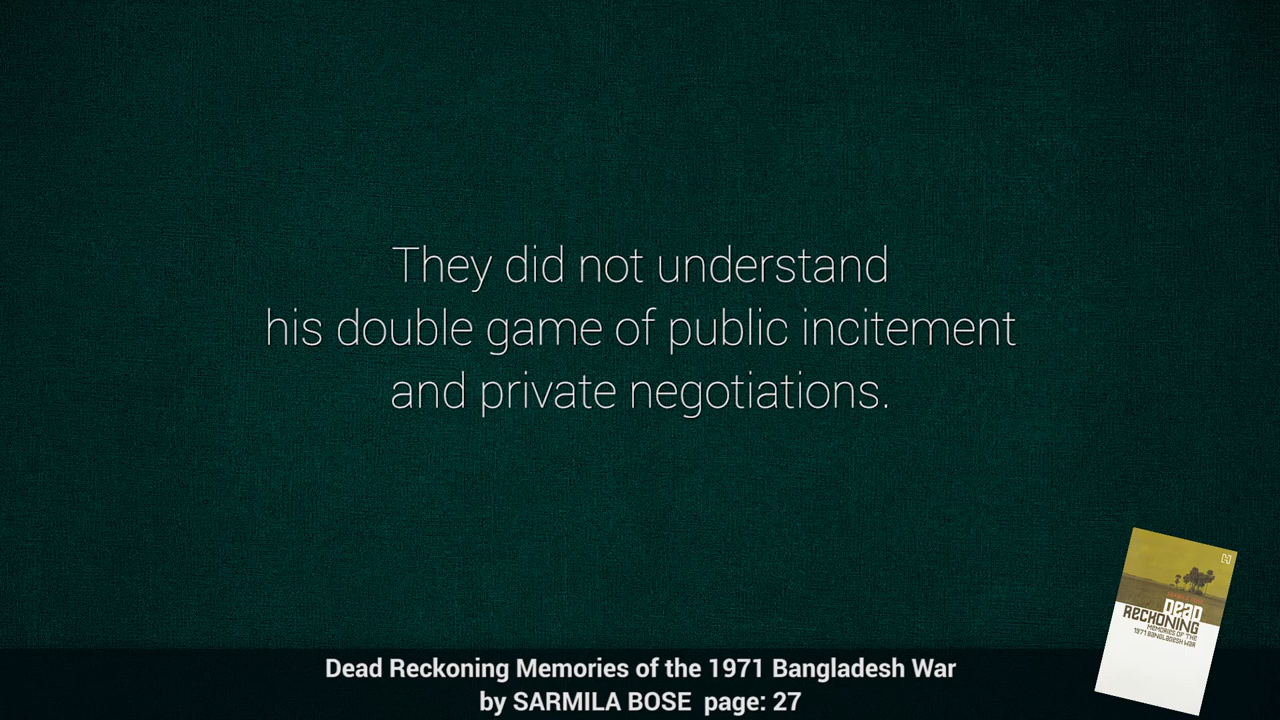 They did not understand
his double game of public incitement
and private negotiations.
DEAD
RECKONING
MEMORIES OF THE
1971 BANGLADESH WAR
Dead Reckoning Memories of the 1971 Bangladesh War
by SARMILA BOSE page: 27